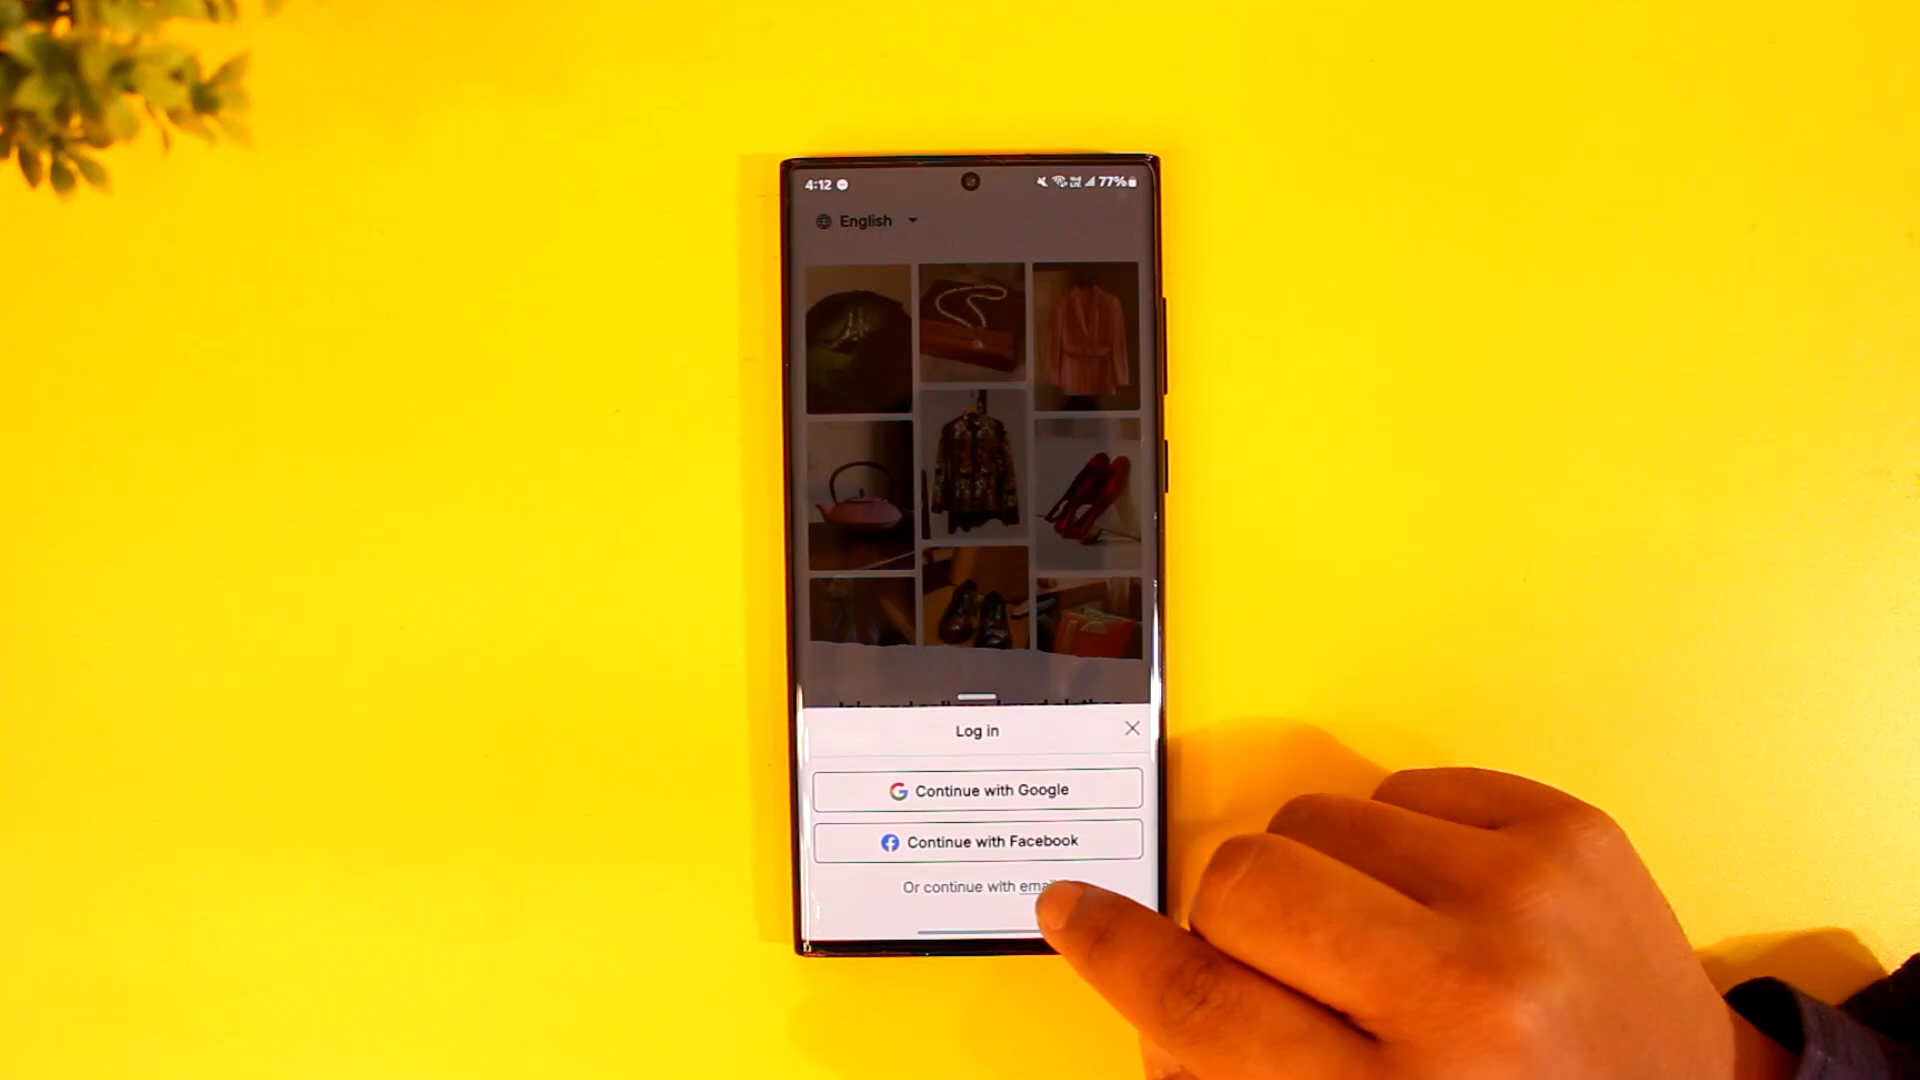 4:12
77%
English
Log in
Continue with Google
Continue with Facebook
Or continue with